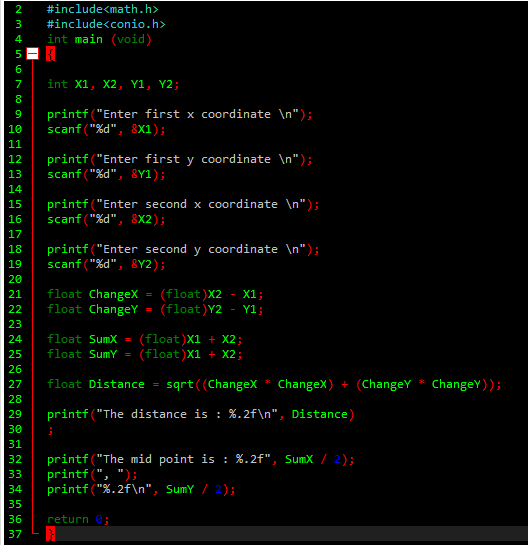 2 #include<math.h>
3 #include<conio.h>
4 int main (void)
5 {
6
7 int X1, X2, Y1, Y2;
8
9 printf("Enter first x coordinate \n");
10 scanf("%d", &X1);
11
12 printf("Enter first y coordinate \n");
13 scanf("%d", &Y1);
14
15 printf("Enter second x coordinate \n");
16 scanf("%d", &X2);
17
18 printf("Enter second y coordinate \n");
19 scanf("%d", &Y2);
20
21 float ChangeX = (float)X2 - X1;
22 float ChangeY = (float)Y2 - Y1;
23
24 float SumX = (float)X1 + X2;
25 float SumY = (float)X1 + X2;
26
27 float Distance = sqrt((ChangeX * ChangeX) + (ChangeY * ChangeY));
28
29 printf("The distance is : %.2f\n", Distance)
30 ;
31
32 printf("The mid point is : %.2f", SumX / 2);
33 printf(", ");
34 printf("%.2f\n", SumY / 2);
35
36 return 0;
37 }